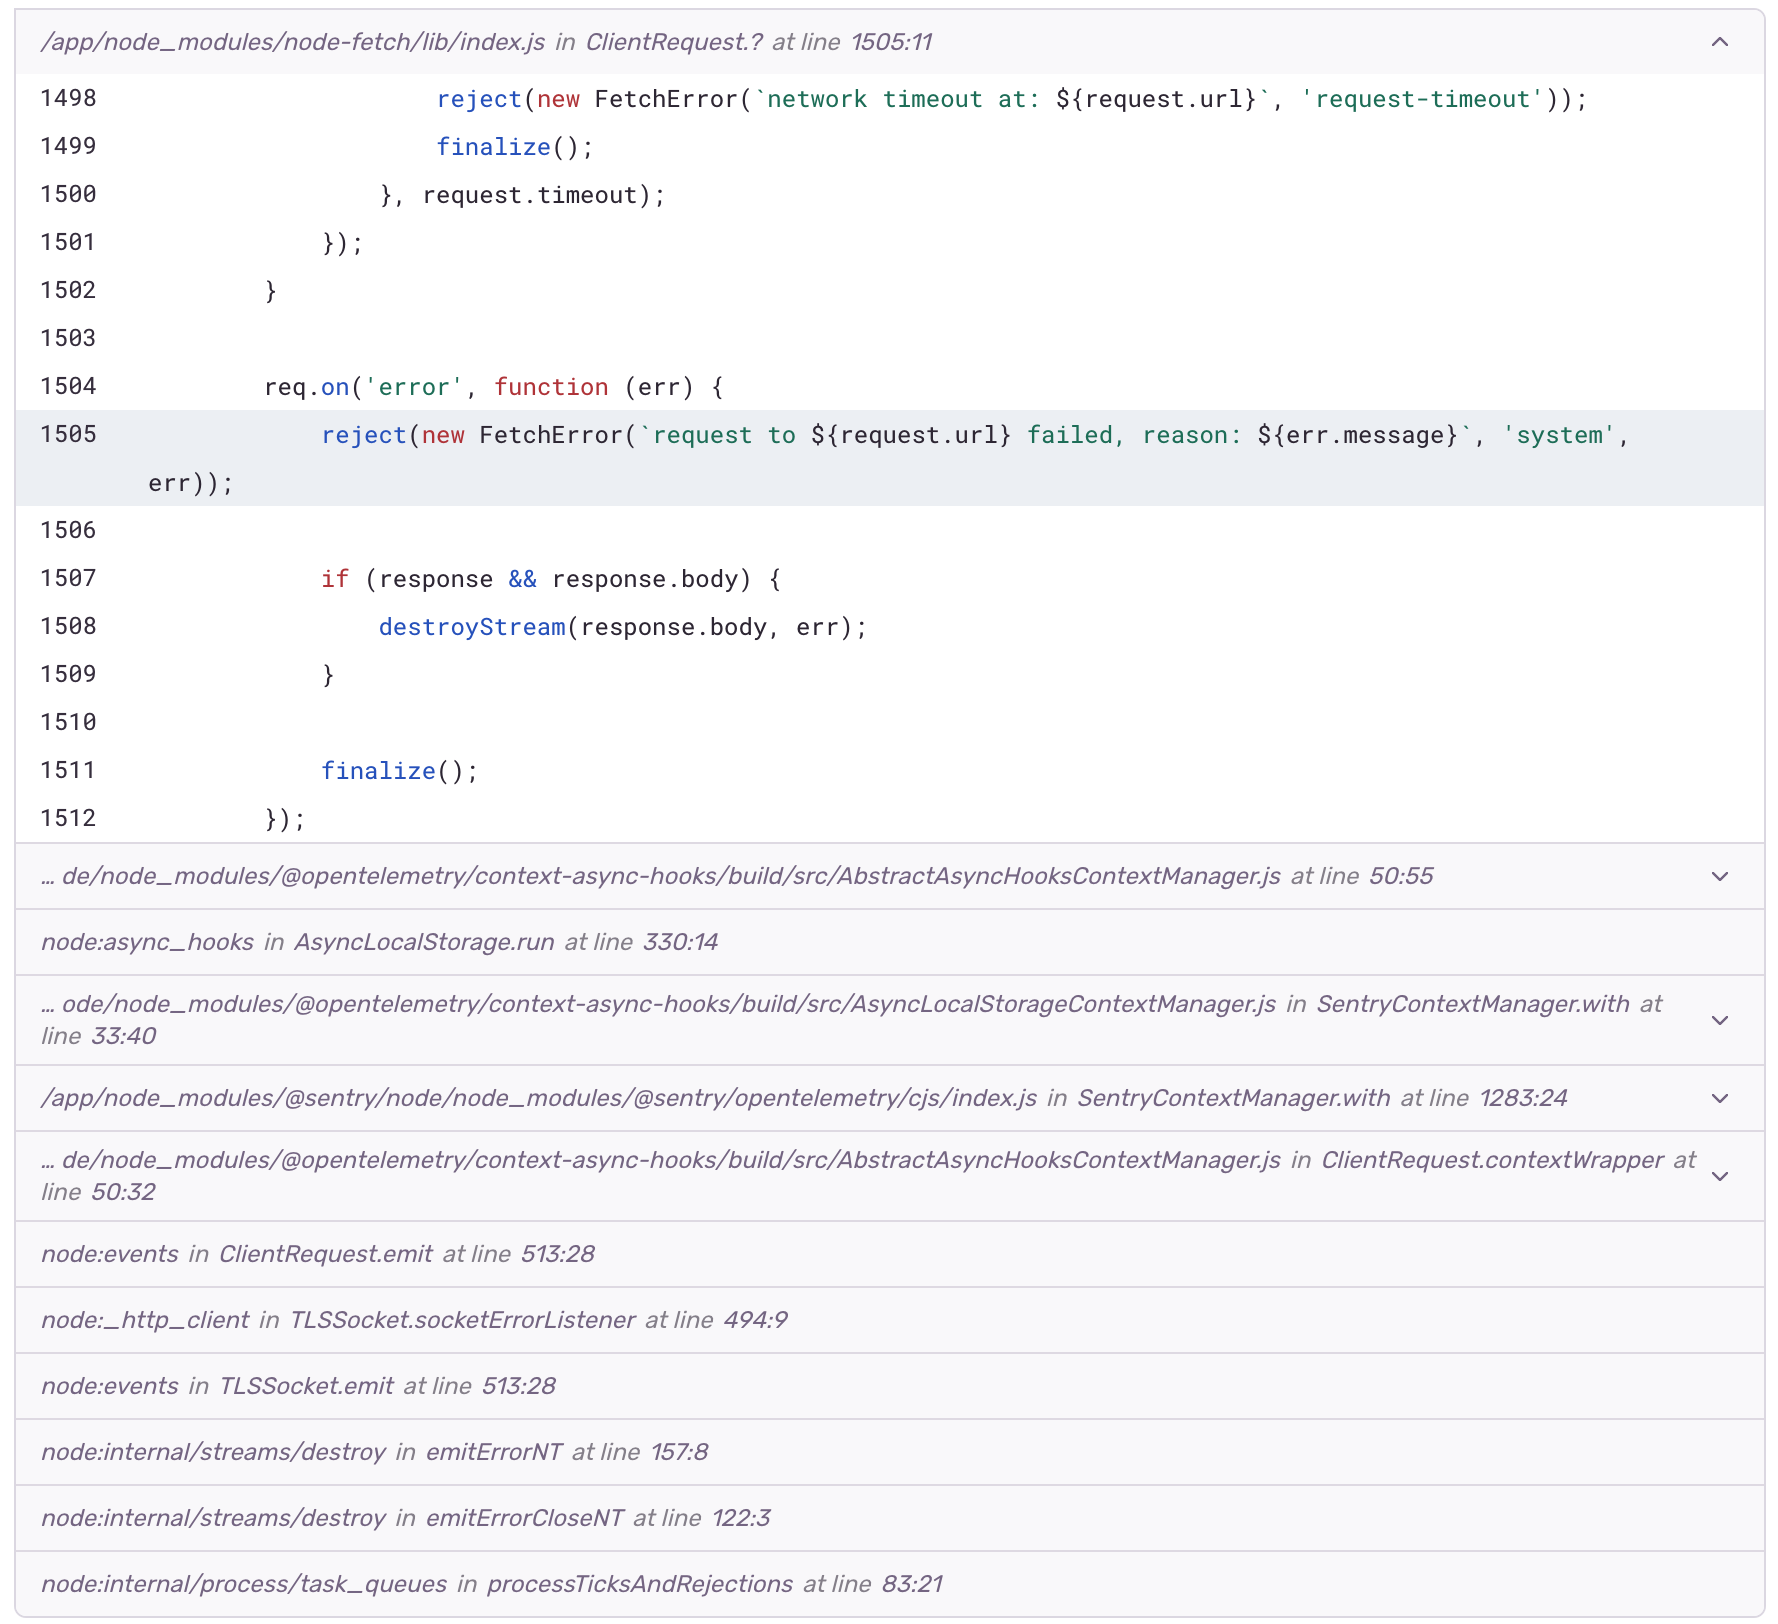 /app/node_modules/node-fetch/lib/index.js in ClientRequest.? at line 1505:11
1498 reject(new FetchError(`network timeout at: ${request.url}`, 'request-timeout'));
1499 finalize();
1500 }, request.timeout);
1501 });
1502 }
1503
1504 req.on('error', function (err) {
1505 reject(new FetchError(`request to ${request.url} failed, reason: ${err.message}`, 'system',
err));
1506
1507 if (response && response.body) {
1508 destroyStream(response.body, err);
1509 }
1510
1511 finalize();
1512 });
… de/node_modules/@opentelemetry/context-async-hooks/build/src/AbstractAsyncHooksContextManager.js at line 50:55
node:async_hooks in AsyncLocalStorage.run at line 330:14
… ode/node_modules/@opentelemetry/context-async-hooks/build/src/AsyncLocalStorageContextManager.js in SentryContextManager.with at
line 33:40
/app/node_modules/@sentry/node/node_modules/@sentry/opentelemetry/cjs/index.js in SentryContextManager.with at line 1283:24
… de/node_modules/@opentelemetry/context-async-hooks/build/src/AbstractAsyncHooksContextManager.js in ClientRequest.contextWrapper at
line 50:32
node:events in ClientRequest.emit at line 513:28
node:_http_client in TLSSocket.socketErrorListener at line 494:9
node:events in TLSSocket.emit at line 513:28
node:internal/streams/destroy in emitErrorNT at line 157:8
node:internal/streams/destroy in emitErrorCloseNT at line 122:3
node:internal/process/task_queues in processTicksAndRejections at line 83:21